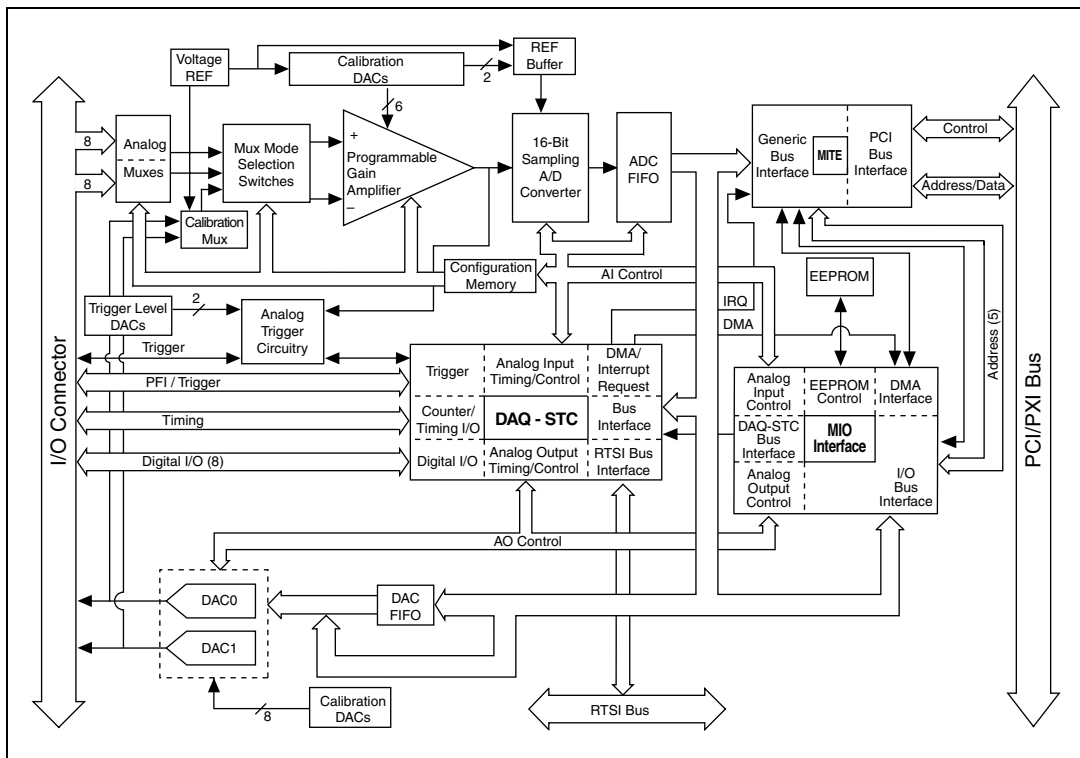 Voltage
REF
Calibration
DACs
2
REF
Buffer
6
8
8
Analog
Muxes
Mux Mode
Selection
Switches
+
Programmable
Gain
Amplifier
–
16-Bit
Sampling
A/D
Converter
ADC
FIFO
Generic
Bus
Interface
MITE
PCI
Bus
Interface
Control
Address/Data
Calibration
Mux
Configuration
Memory
AI Control
EEPROM
IRQ
DMA
Address (5)
Trigger Level
DACs
2
Analog
Trigger
Circuitry
Trigger
PFI / Trigger
Timing
Digital I/O (8)
I/O Connector
Trigger
Analog Input
Timing/Control
DMA/
Interrupt
Request
Counter/
Timing I/O
DAQ - STC
Bus
Interface
Digital I/O
Analog Output
Timing/Control
RTSI Bus
Interface
Analog
Input
Control
EEPROM
Control
DMA
Interface
DAQ-STC
Bus
Interface
MIO
Interface
Analog
Output
Control
I/O
Bus
Interface
PCI/PXI Bus
AO Control
DAC0
DAC1
DAC
FIFO
8
Calibration
DACs
RTSI Bus